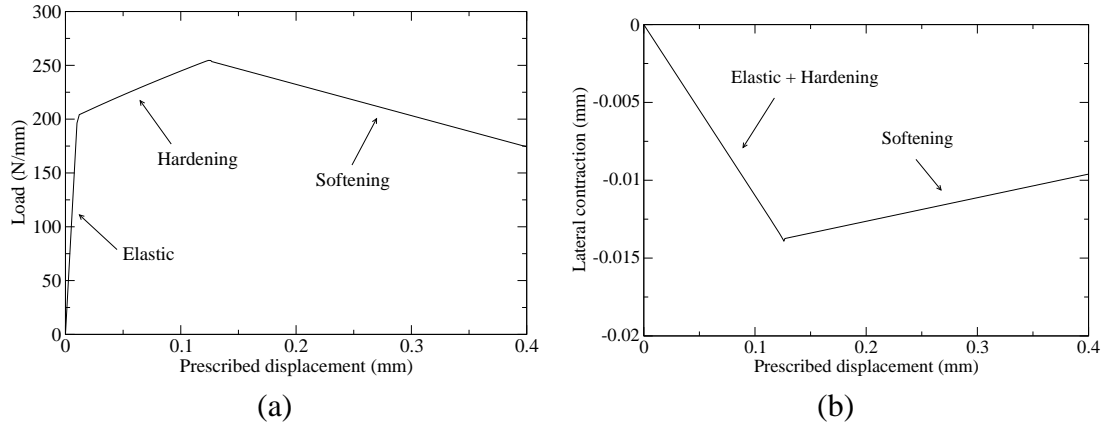 300
250
200
150
100
50
0
Load (N/mm)
Hardening
Softening
Elastic
0 0.1 0.2 0.3 0.4
Prescribed displacement (mm)
(a)
0
-0.005
-0.01
-0.015
-0.02
Lateral contraction (mm)
Elastic + Hardening
Softening
0 0.1 0.2 0.3 0.4
Prescribed displacement (mm)
(b)